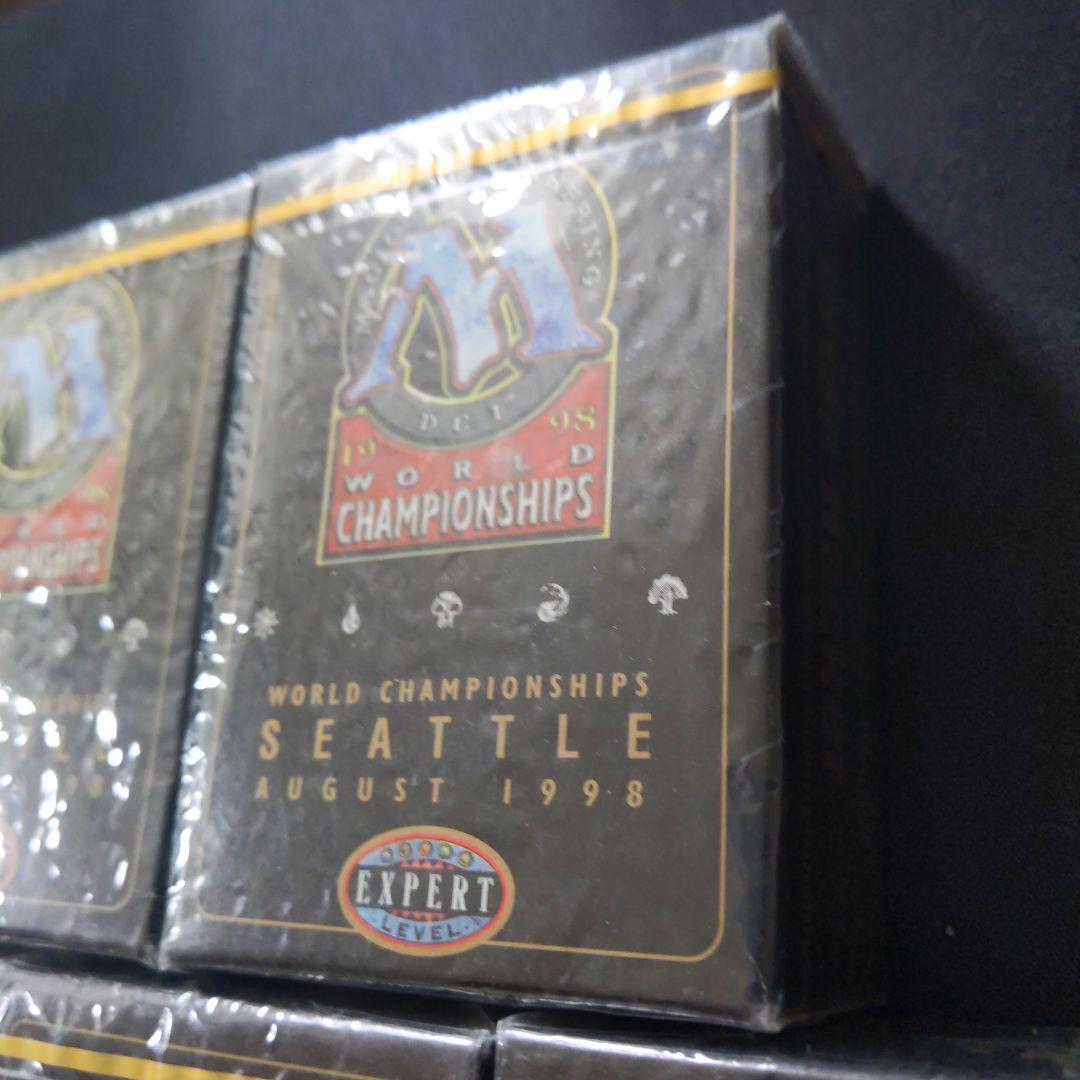 DCI
1998
WORLD
CHAMPIONSHIPS
WORLD CHAMPIONSHIPS
SEATTLE
AUGUST 1998
EXPERT
LEVEL